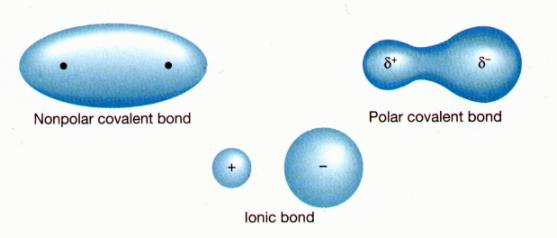 δ+ δ−
Nonpolar covalent bond
Polar covalent bond
+ −
Ionic bond